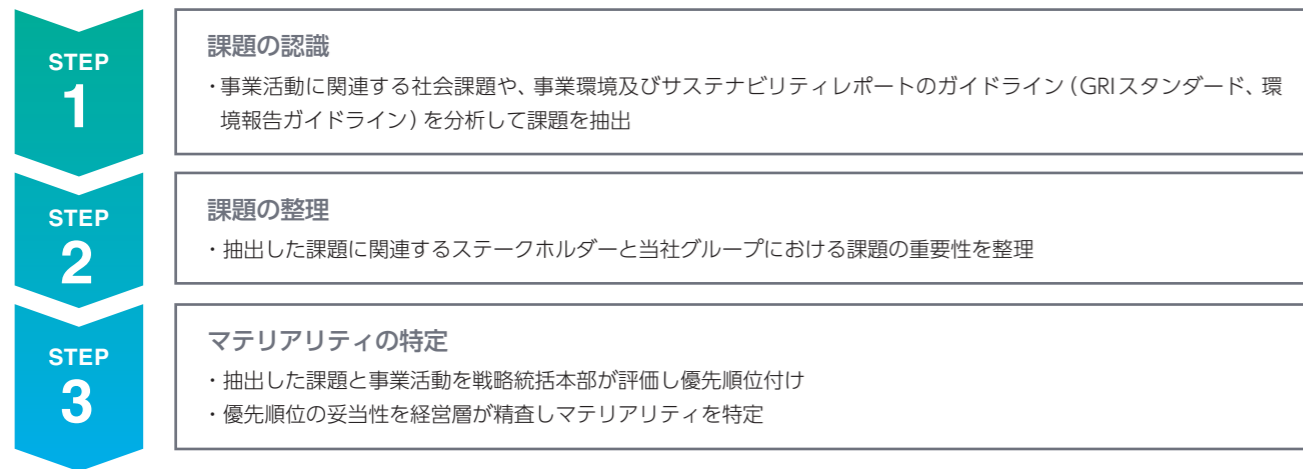 STEP
1
課題の認識
・事業活動に関連する社会課題や、事業環境及びサステナビリティレポートのガイドライン（GRIスタンダード、環
境報告ガイドライン）を分析して課題を抽出
STEP
2
課題の整理
・抽出した課題に関連するステークホルダーと当社グループにおける課題の重要性を整理
STEP
3
マテリアリティの特定
・抽出した課題と事業活動を戦略統括本部が評価し優先順位付け
・優先順位の妥当性を経営層が精査しマテリアリティを特定